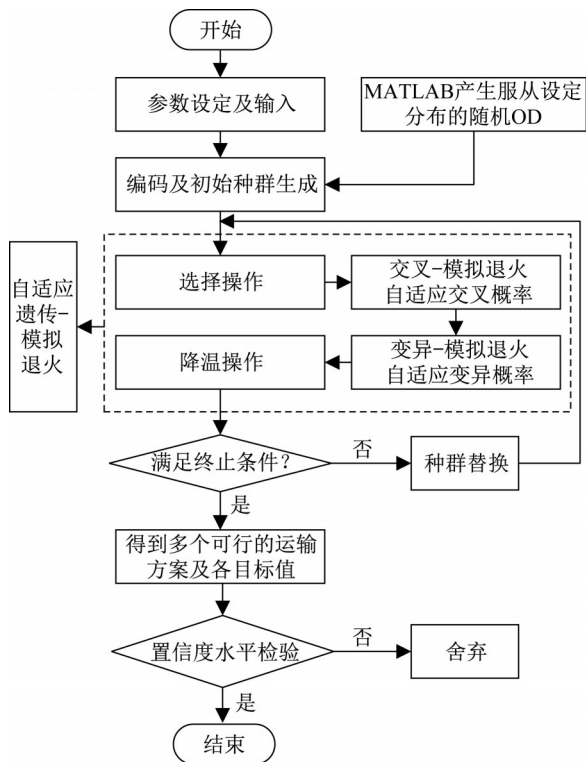 开始
参数设定及输入
MATLAB产生服从设定
分布的随机OD
编码及初始种群生成
自适应
遗传-
模拟
退火
选择操作
交叉-模拟退火
自适应交叉概率
降温操作
变异-模拟退火
自适应变异概率
满足终止条件?
否
种群替换
是
得到多个可行的运输
方案及各目标值
置信度水平检验
否
舍弃
是
结束